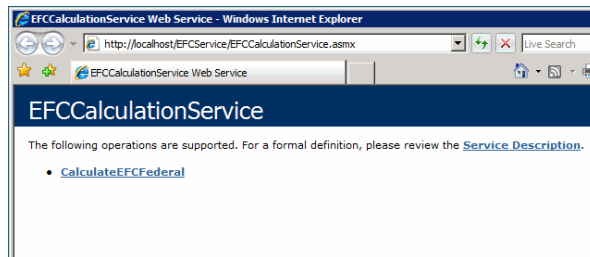 EFCCalculationService Web Service - Windows Internet Explorer
http://localhost/EFCService/EFCCalculationService.asmx
Live Search
EFCCalculationService Web Service
EFCCalculationService
The following operations are supported. For a formal definition, please review the Service Description.
• CalculateEFCFederal